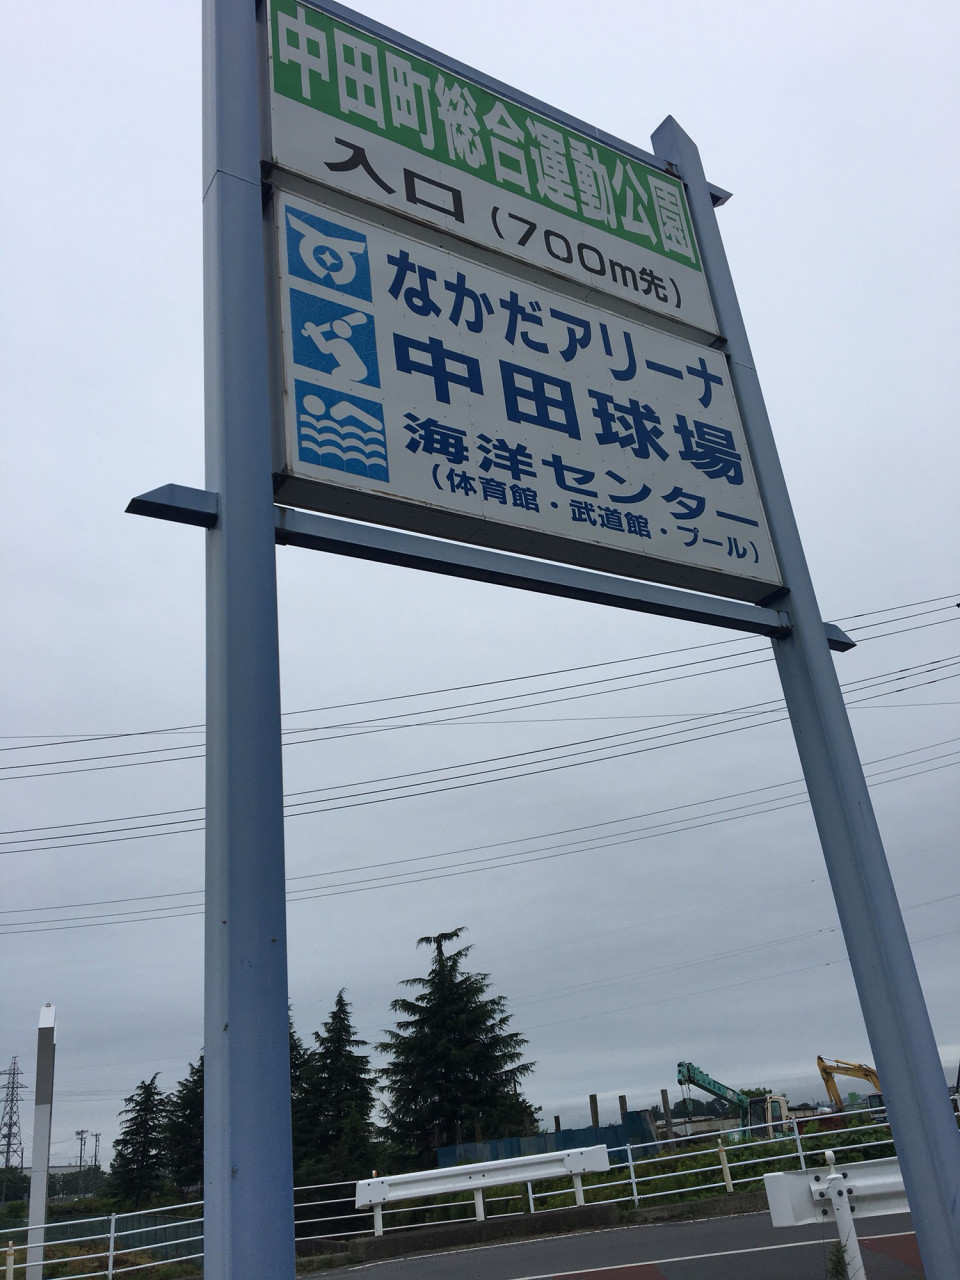 中田町総合運動公園
入口（700m先）
なかだアリーナ
中田球場
海洋センター
（体育館・武道館・プール）